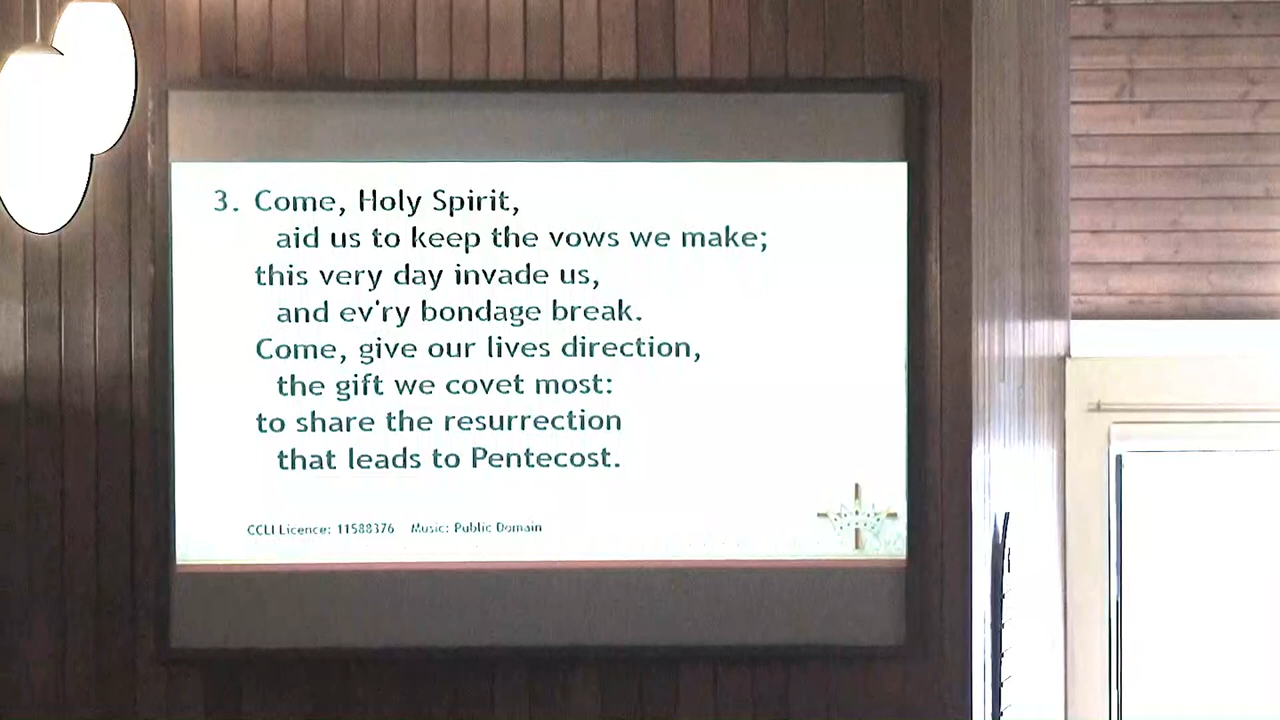 3. Come, Holy Spirit,
aid us to keep the vows we make;
this very day invade us,
and ev'ry bondage break.
Come, give our lives direction,
the gift we covet most:
to share the resurrection
that leads to Pentecost.
CCLI Licence: 11588376 Music: Public Domain